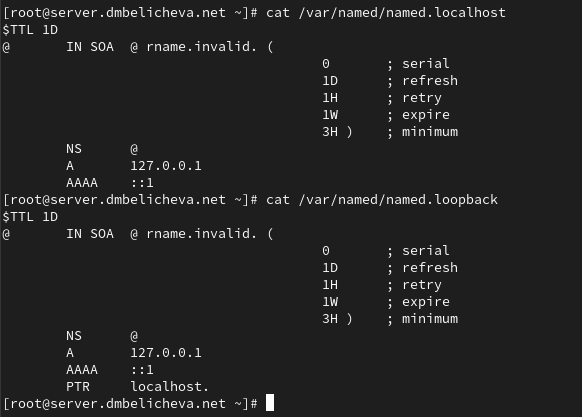 [root@server.dmbelicheva.net ~]# cat /var/named/named.localhost
$TTL 1D
@       IN SOA  @ rname.invalid. (
                                        0       ; serial
                                        1D      ; refresh
                                        1H      ; retry
                                        1W      ; expire
                                        3H )    ; minimum
        NS      @
        A       127.0.0.1
        AAAA    ::1
[root@server.dmbelicheva.net ~]# cat /var/named/named.loopback
$TTL 1D
@       IN SOA  @ rname.invalid. (
                                        0       ; serial
                                        1D      ; refresh
                                        1H      ; retry
                                        1W      ; expire
                                        3H )    ; minimum
        NS      @
        A       127.0.0.1
        AAAA    ::1
        PTR     localhost.
[root@server.dmbelicheva.net ~]#